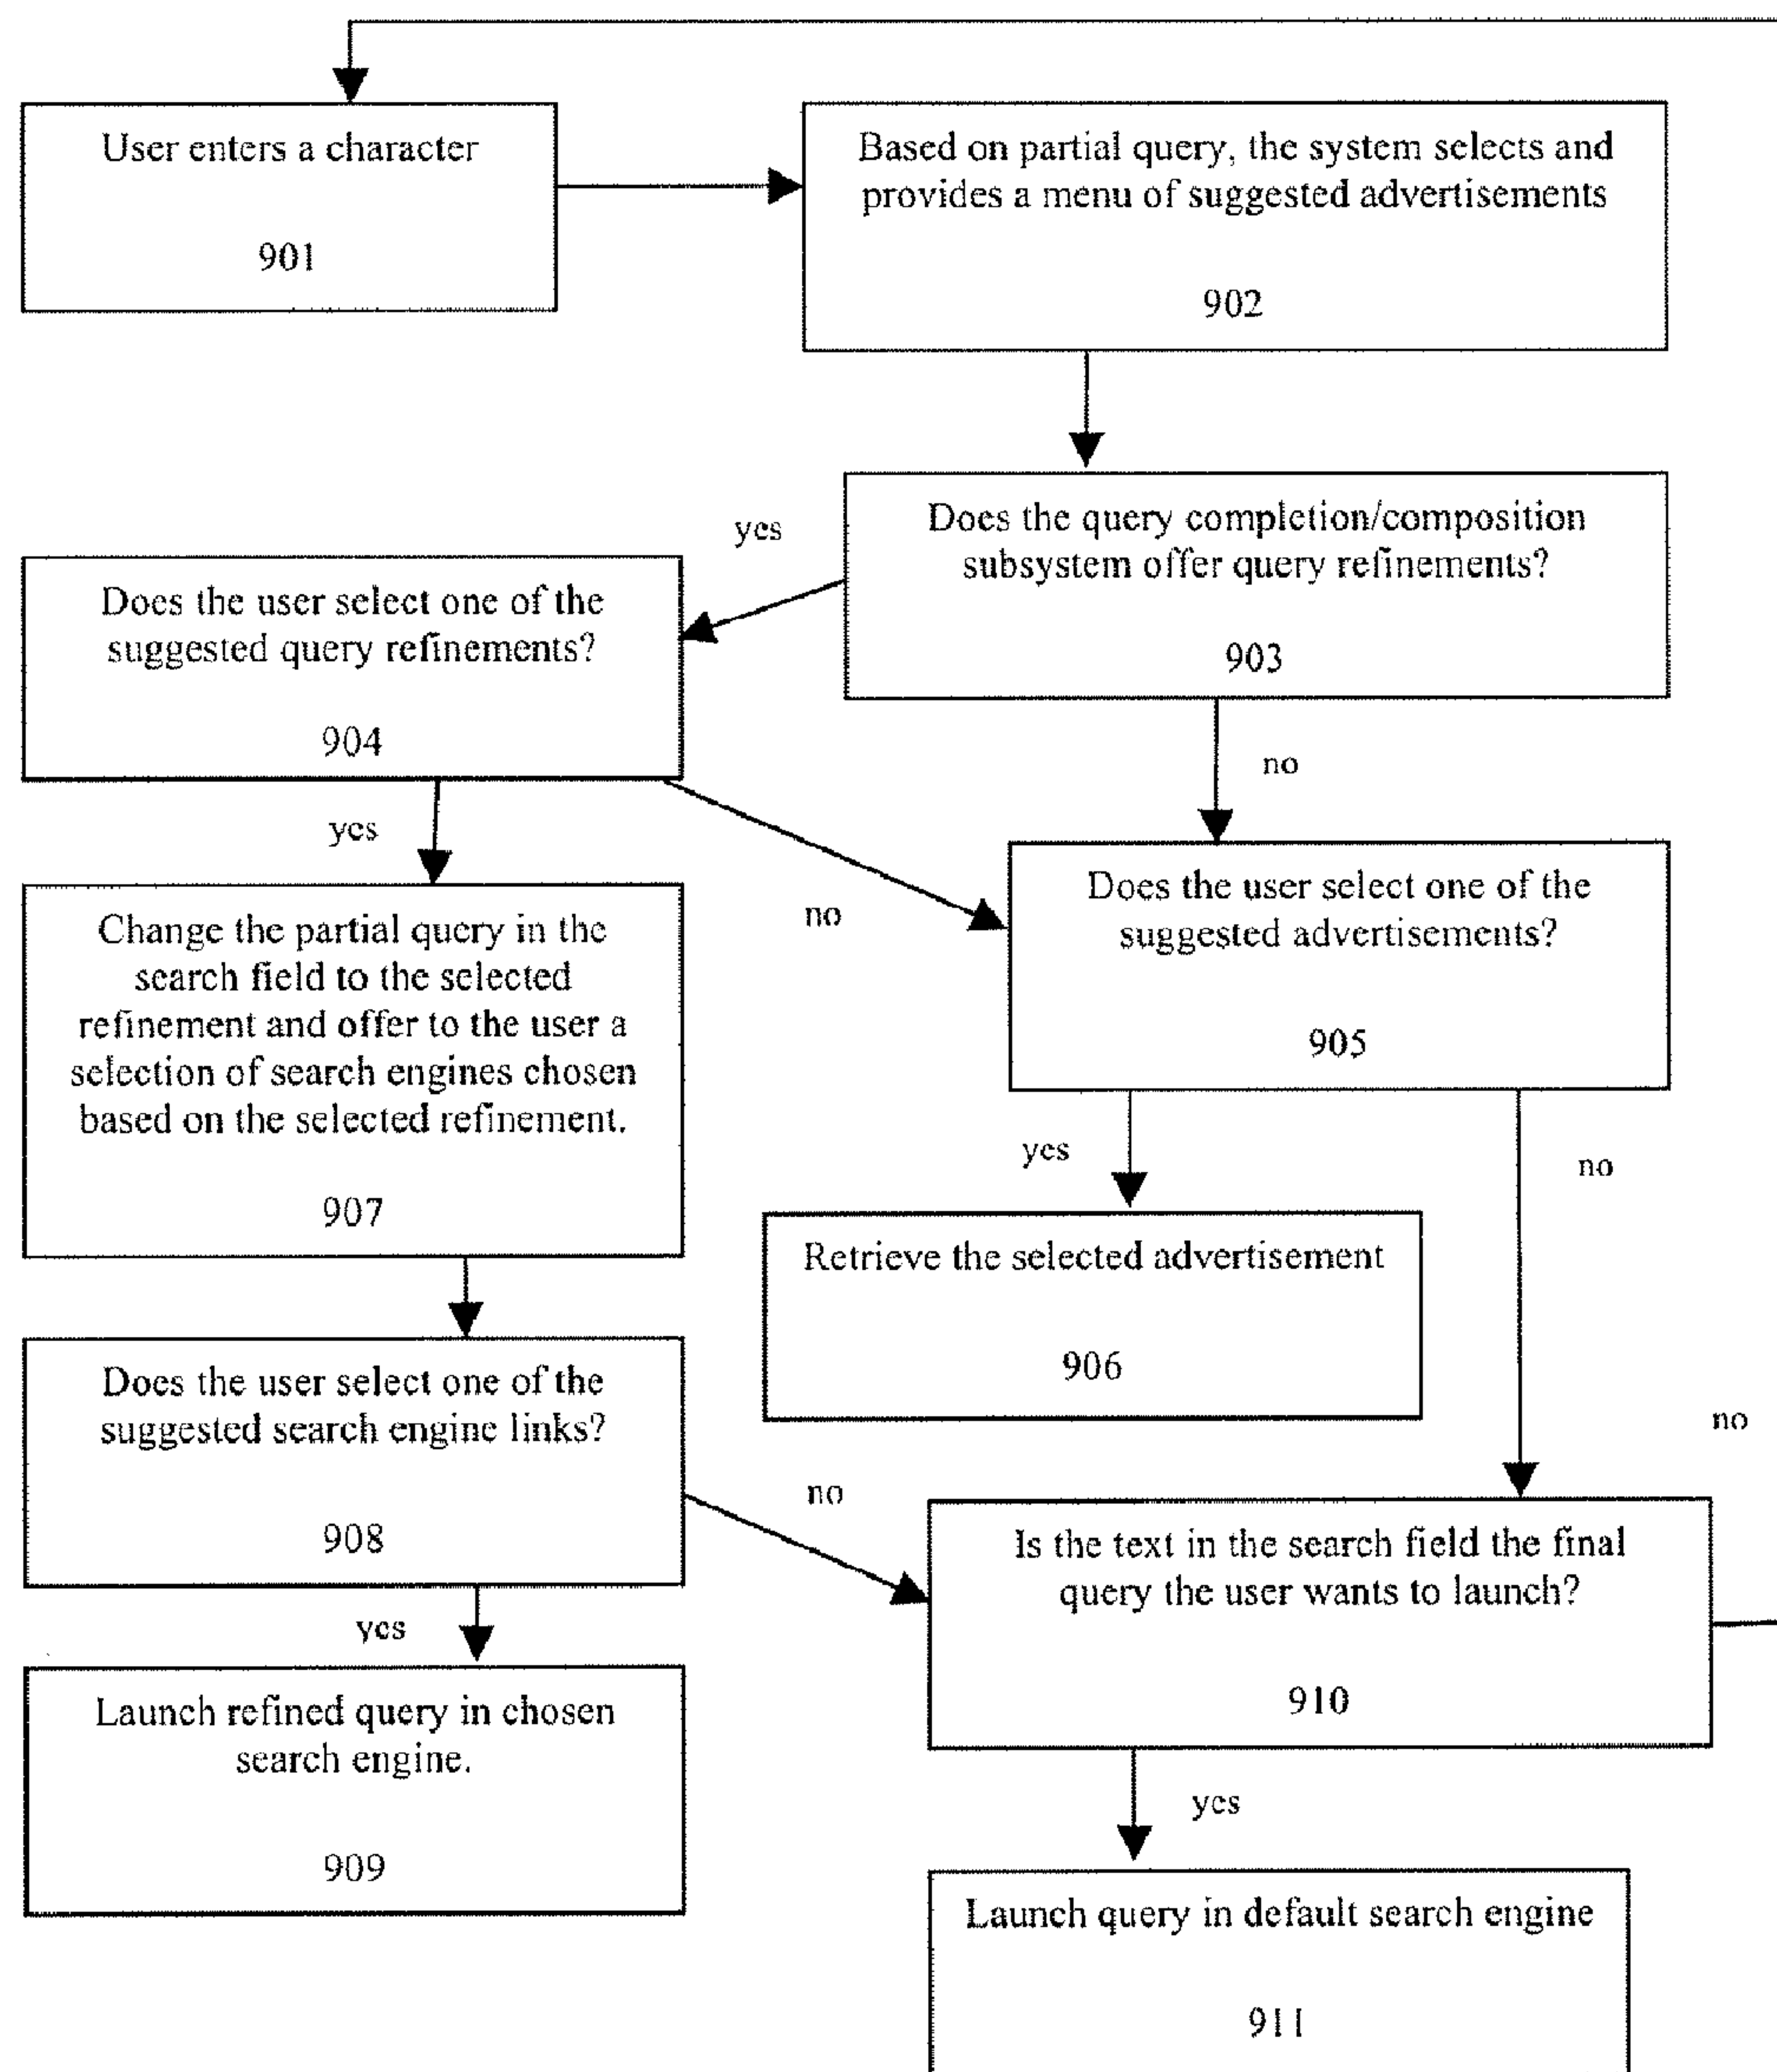 User enters a character
901
Based on partial query, the system selects and
provides a menu of suggested advertisements
902
Does the query completion/composition
subsystem offer query refinements?
903
yes
no
Does the user select one of the
suggested query refinements?
904
yes
no
Does the user select one of the
suggested advertisements?
905
yes
no
Change the partial query in the
search field to the selected
refinement and offer to the user a
selection of search engines chosen
based on the selected refinement.
907
Retrieve the selected advertisement
906
Does the user select one of the
suggested search engine links?
908
yes
no
no
Is the text in the search field the final
query the user wants to launch?
910
yes
Launch refined query in chosen
search engine.
909
Launch query in default search engine
911